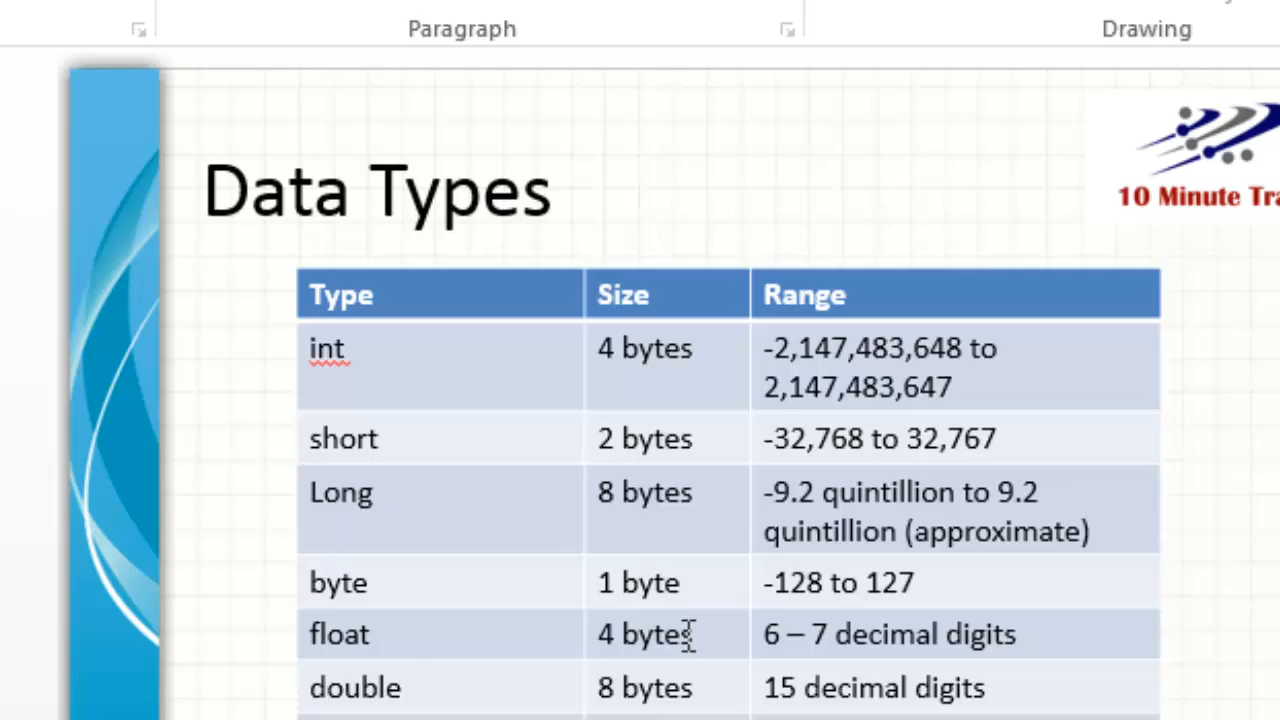 Paragraph
Drawing
10 Minute
Data Types
Type Size Range
int 4 bytes -2,147,483,648 to
2,147,483,647
short 2 bytes -32,768 to 32,767
Long 8 bytes -9.2 quintillion to 9.2
quintillion (approximate)
byte 1 byte -128 to 127
float 4 bytes 6 – 7 decimal digits
double 8 bytes 15 decimal digits